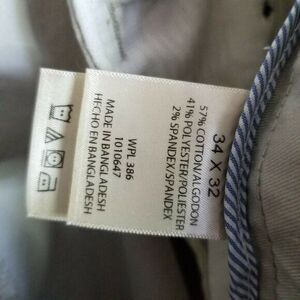 34 X 32
57% COTTON/ALGODON
41% POLYESTER/POLIESTER
2% SPANDEX/SPANDEX
WPL 386
1010647
MADE IN BANGLADESH
HECHO EN BANGLADESH